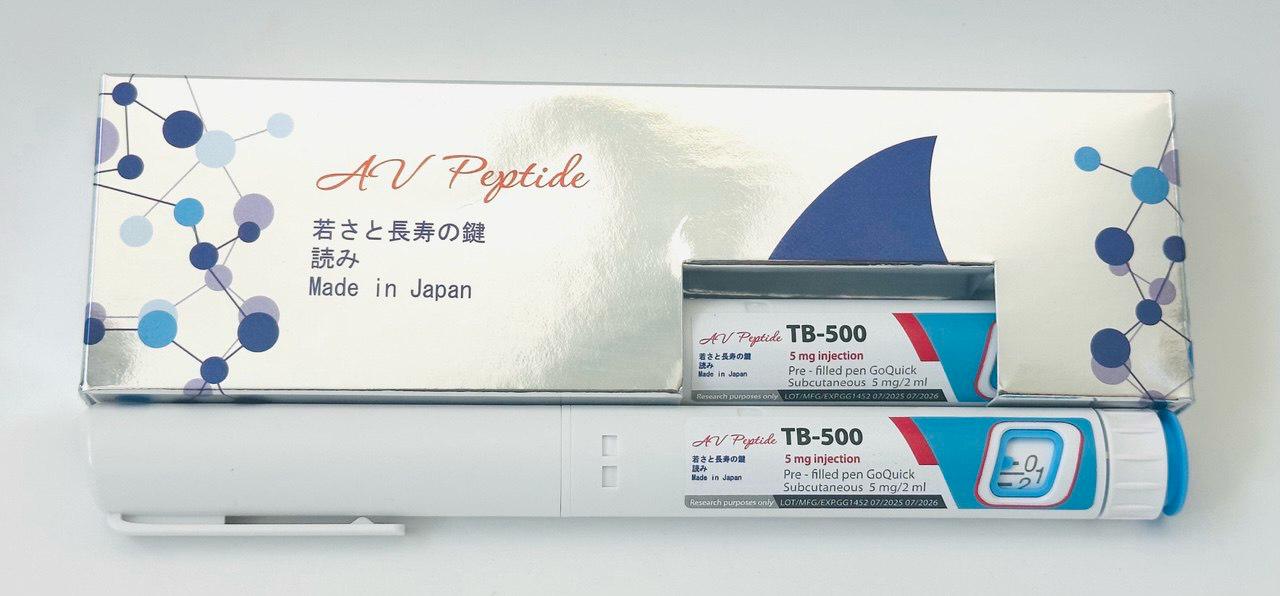 AV Peptide
若さと長寿の鍵
読み
Made in Japan
AV Peptide TB-500
若さと長寿の鍵
読み
Made in Japan
5 mg injection
Pre - filled pen GoQuick
Subcutaneous 5 mg/2 ml
Research purposes only LOT/MFG/EXP.GG1452 07/2025 07/2026
AV Peptide TB-500
若さと長寿の鍵
読み
Made in Japan
5 mg injection
Pre - filled pen GoQuick
Subcutaneous 5 mg/2 ml
Research purposes only LOT/MFG/EXP.GG1452 07/2025 07/2026
0
1
2